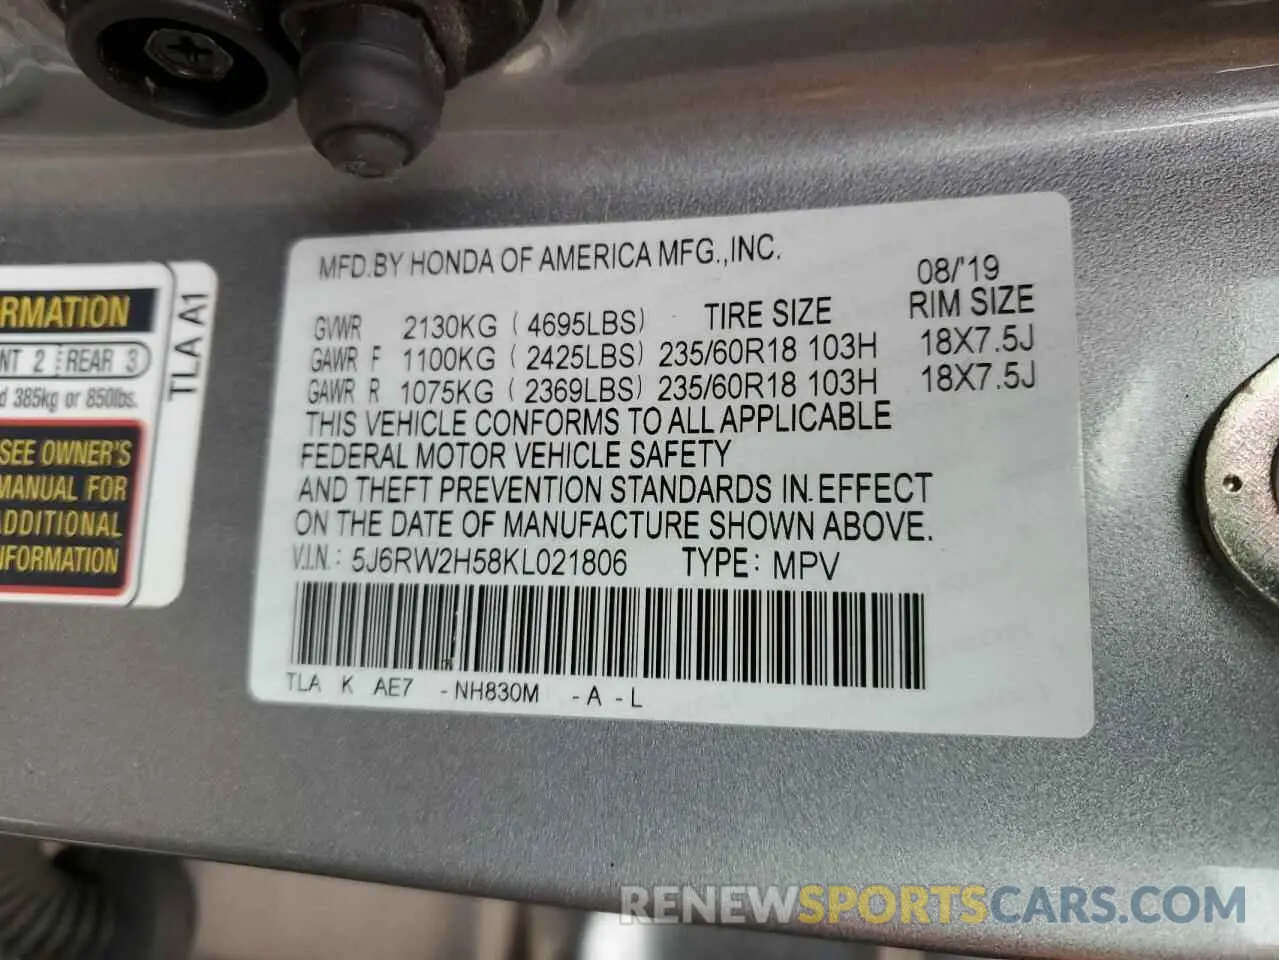 MFD.BY HONDA OF AMERICA MFG.,INC.
08/'19
GVWR 2130KG (4695LBS) TIRE SIZE RIM SIZE
GAWR F 1100KG (2425LBS) 235/60R18 103H 18X7.5J
GAWR R 1075KG (2369LBS) 235/60R18 103H 18X7.5J
THIS VEHICLE CONFORMS TO ALL APPLICABLE
FEDERAL MOTOR VEHICLE SAFETY
AND THEFT PREVENTION STANDARDS IN EFFECT
ON THE DATE OF MANUFACTURE SHOWN ABOVE.
V.I.N.: 5J6RW2H58KL021806 TYPE: MPV
TLA K AE7 -NH830M -A -L
TLA A1
2 REAR 3
385kg or 850lbs.
SEE OWNER'S
MANUAL FOR
ADDITIONAL
INFORMATION
RENEWSPORTSCARS.COM